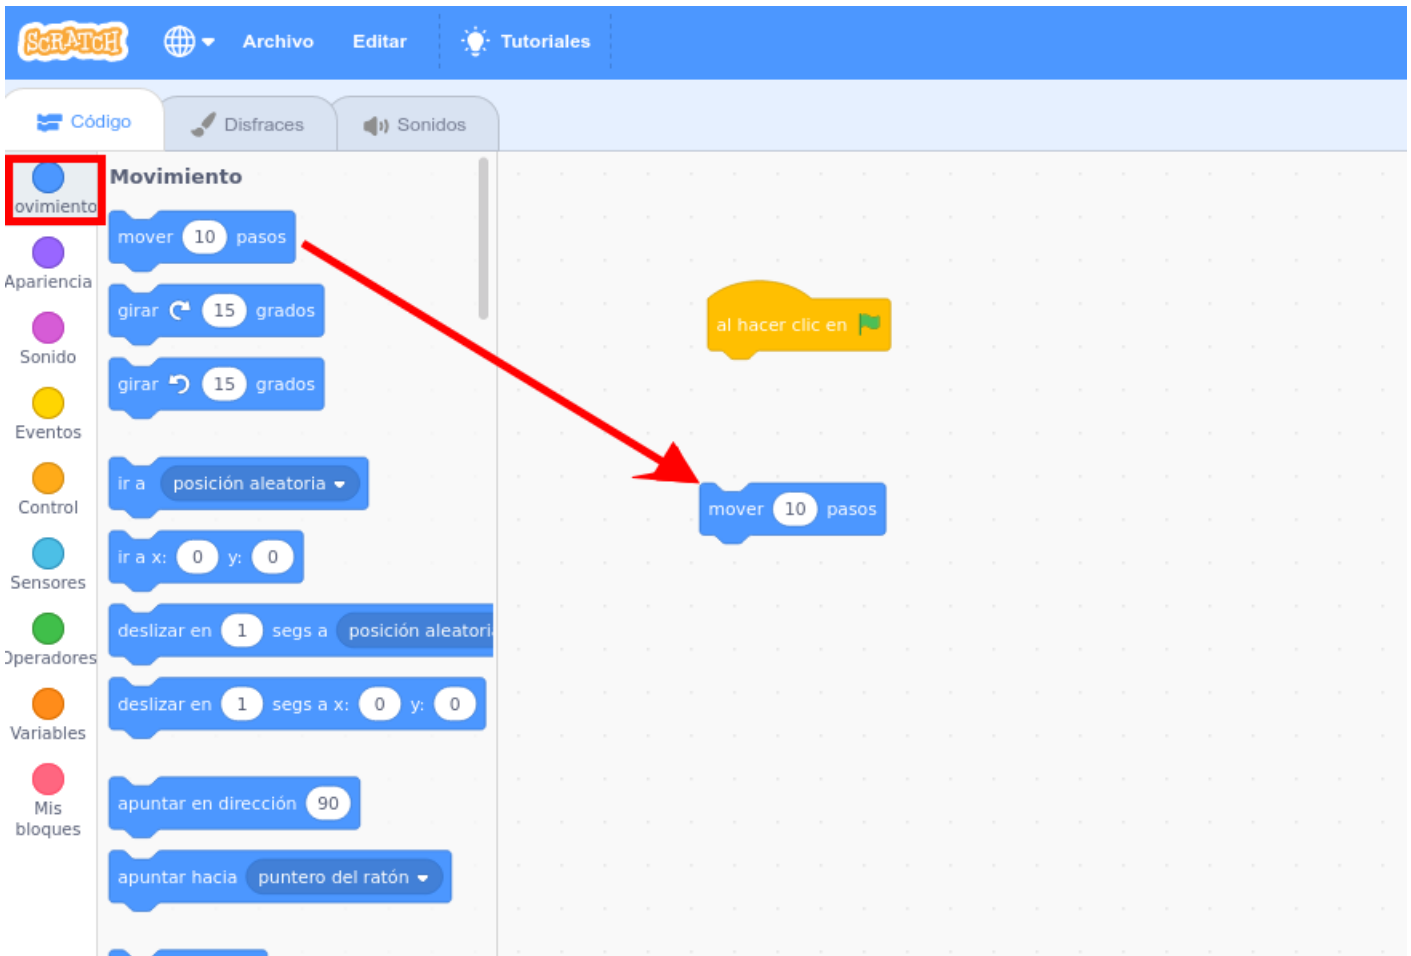 SCRATCH Archivo Editar Tutoriales
Código Disfraces Sonidos
ovimiento
Apariencia
Sonido
Eventos
Control
Sensores
Operadores
Variables
Mis
bloques
Movimiento
mover 10 pasos
girar 15 grados
girar 15 grados
ir a posición aleatoria
ir a x: 0 y: 0
deslizar en 1 segs a posición aleatori
deslizar en 1 segs a x: 0 y: 0
apuntar en dirección 90
apuntar hacia puntero del ratón
al hacer clic en
mover 10 pasos